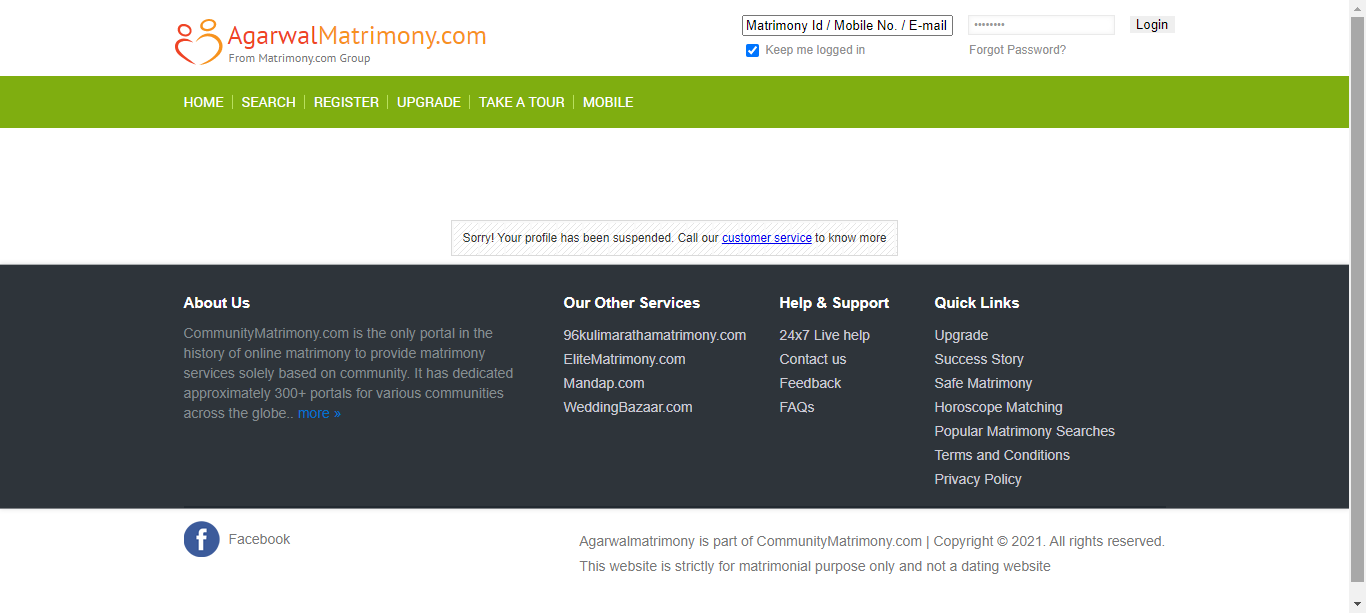 AgarwalMatrimony.com
From Matrimony.com Group
Matrimony Id / Mobile No. / E-mail
••••••••
Login
Keep me logged in
Forgot Password?
HOME SEARCH REGISTER UPGRADE TAKE A TOUR MOBILE
Sorry! Your profile has been suspended. Call our customer service to know more
About Us
CommunityMatrimony.com is the only portal in the
history of online matrimony to provide matrimony
services solely based on community. It has dedicated
approximately 300+ portals for various communities
across the globe.. more »
Our Other Services
96kulimarathamatrimony.com
EliteMatrimony.com
Mandap.com
WeddingBazaar.com
Help & Support
24x7 Live help
Contact us
Feedback
FAQs
Quick Links
Upgrade
Success Story
Safe Matrimony
Horoscope Matching
Popular Matrimony Searches
Terms and Conditions
Privacy Policy
f Facebook
Agarwalmatrimony is part of CommunityMatrimony.com | Copyright © 2021. All rights reserved.
This website is strictly for matrimonial purpose only and not a dating website